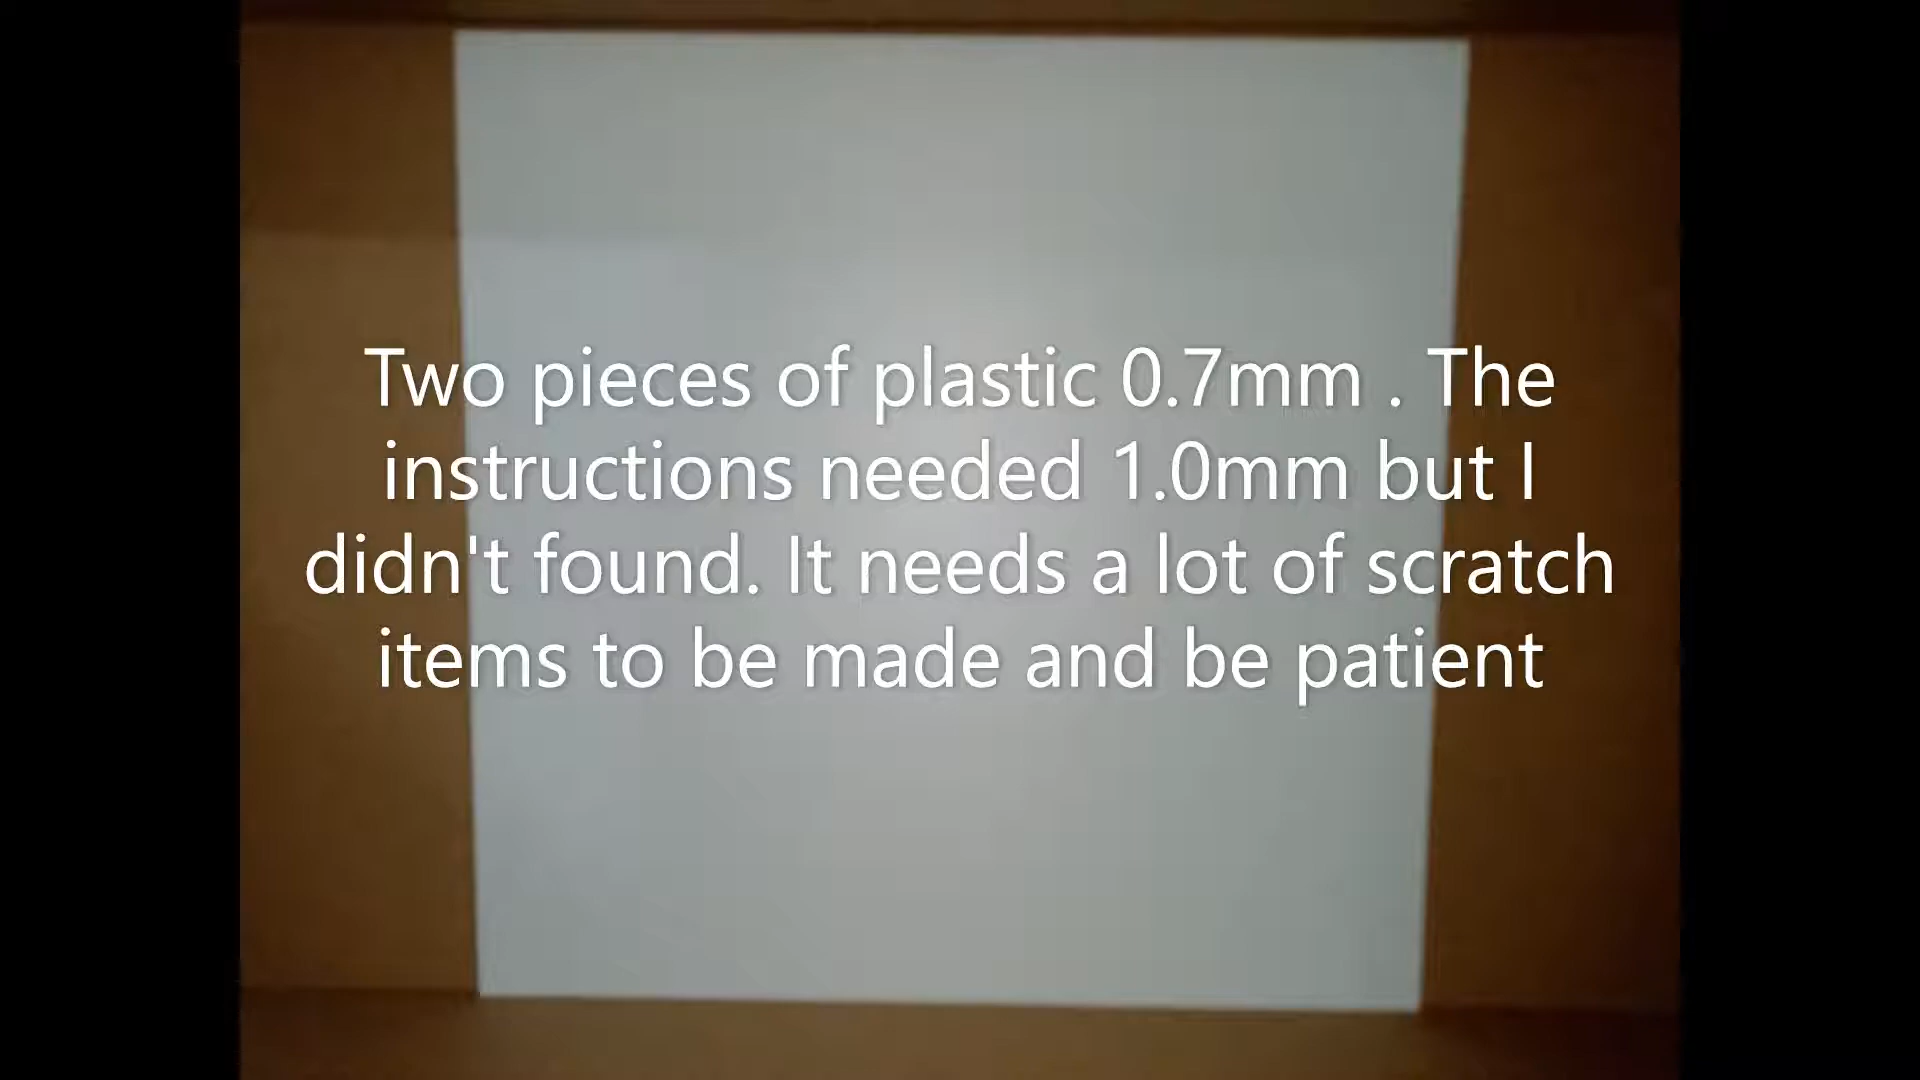 Two pieces of plastic 0.7mm . The
instructions needed 1.0mm but I
didn't found. It needs a lot of scratch
items to be made and be patient